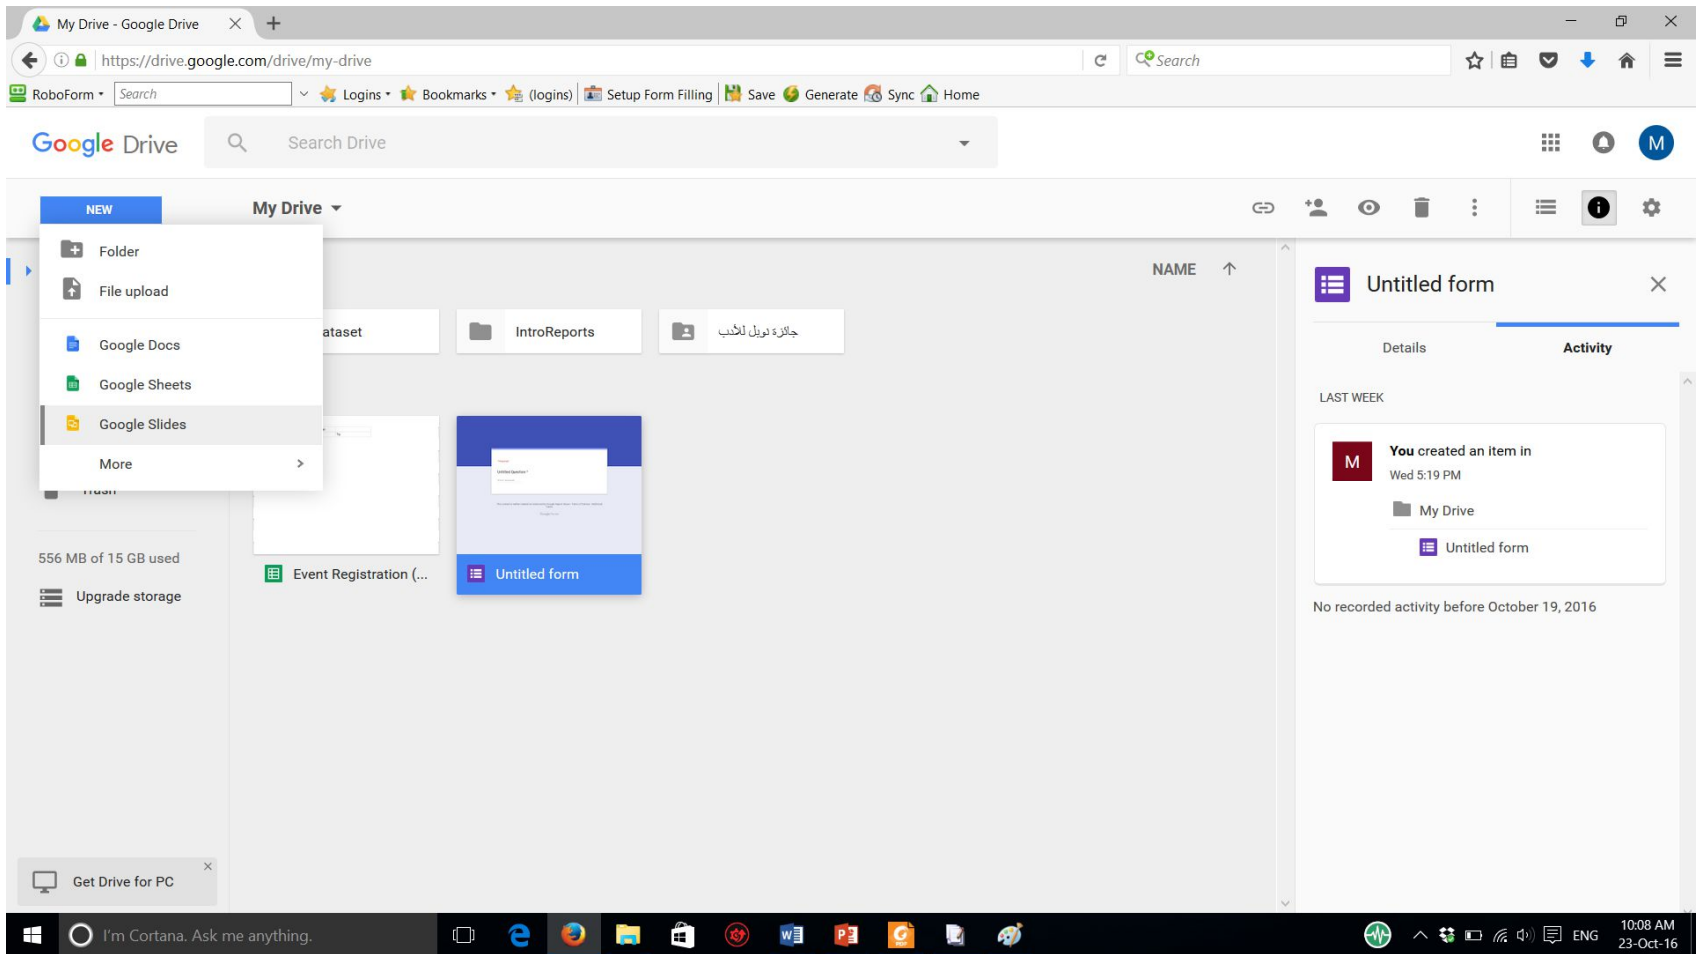 My Drive - Google Drive
https://drive.google.com/drive/my-drive
Search
RoboForm
Search
Logins
Bookmarks
(logins)
Setup Form Filling
Save
Generate
Sync
Home
Google Drive
Search Drive
M
NEW
My Drive
Folder
File upload
Google Docs
Google Sheets
Google Slides
More
Trash
556 MB of 15 GB used
Upgrade storage
Get Drive for PC
NAME
ataset
IntroReports
جائزة نوبل للأدب
Untitled Question *
Event Registration (...
Untitled form
Untitled form
Details
Activity
LAST WEEK
M
You created an item in
Wed 5:19 PM
My Drive
Untitled form
No recorded activity before October 19, 2016
I'm Cortana. Ask me anything.
ENG
10:08 AM
23-Oct-16